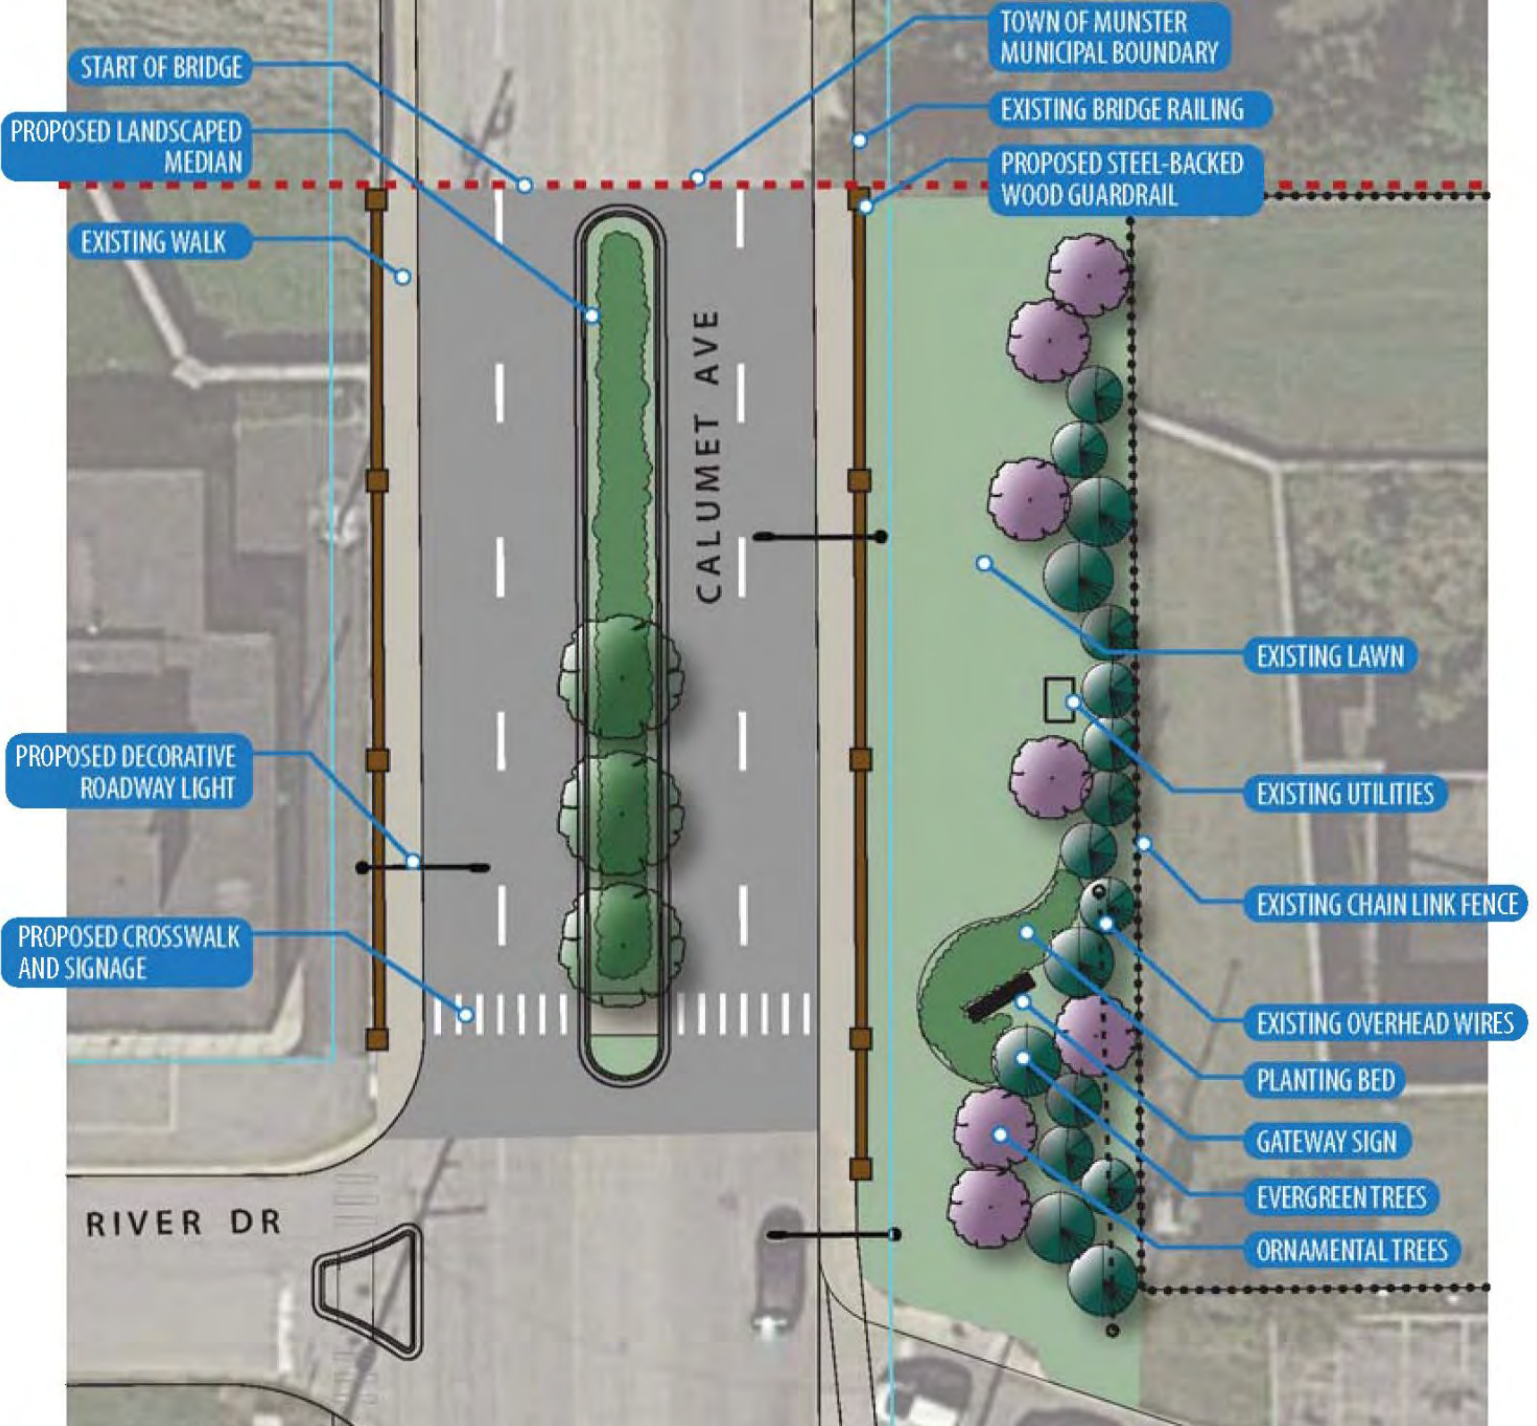 START OF BRIDGE
PROPOSED LANDSCAPED
MEDIAN
EXISTING WALK
PROPOSED DECORATIVE
ROADWAY LIGHT
PROPOSED CROSSWALK
AND SIGNAGE
RIVER DR
CALUMET AVE
TOWN OF MUNSTER
MUNICIPAL BOUNDARY
EXISTING BRIDGE RAILING
PROPOSED STEEL-BACKED
WOOD GUARDRAIL
EXISTING LAWN
EXISTING UTILITIES
EXISTING CHAIN LINK FENCE
EXISTING OVERHEAD WIRES
PLANTING BED
GATEWAY SIGN
EVERGREEN TREES
ORNAMENTAL TREES